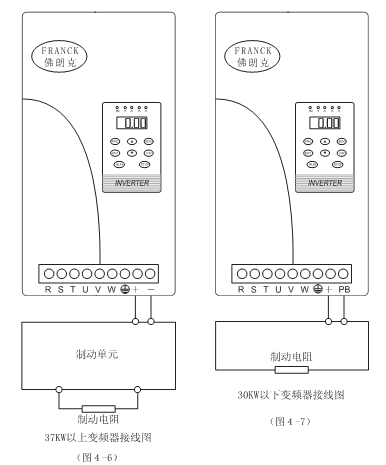 FRANCK
佛朗克
0.00
INVERTER
R S T U V W + −
制动单元
制动电阻
37KW以上变频器接线图
(图4-6)
FRANCK
佛朗克
0.00
INVERTER
R S T U V W + PB
制动电阻
30KW以下变频器接线图
(图4-7)